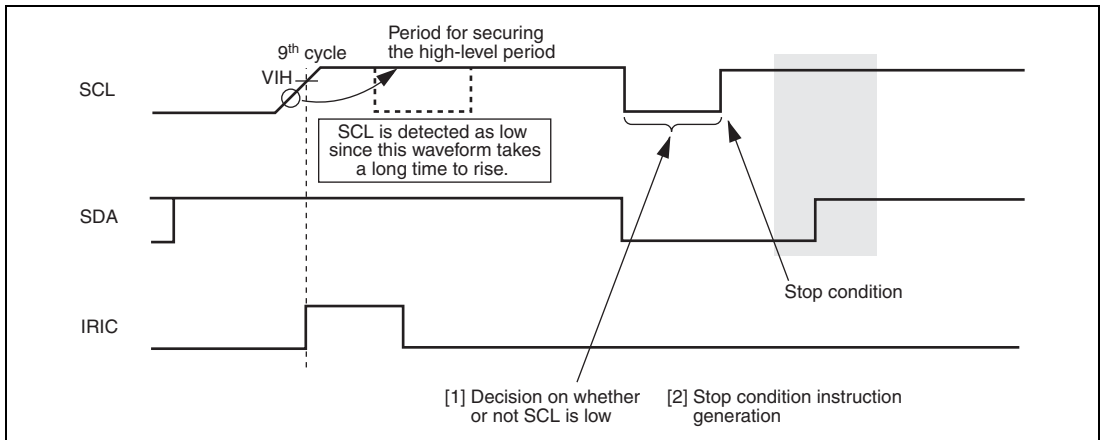 Period for securing
the high-level period
9th cycle
VIH
SCL
SCL is detected as low
since this waveform takes
a long time to rise.
SDA
Stop condition
IRIC
[1] Decision on whether
or not SCL is low
[2] Stop condition instruction
generation